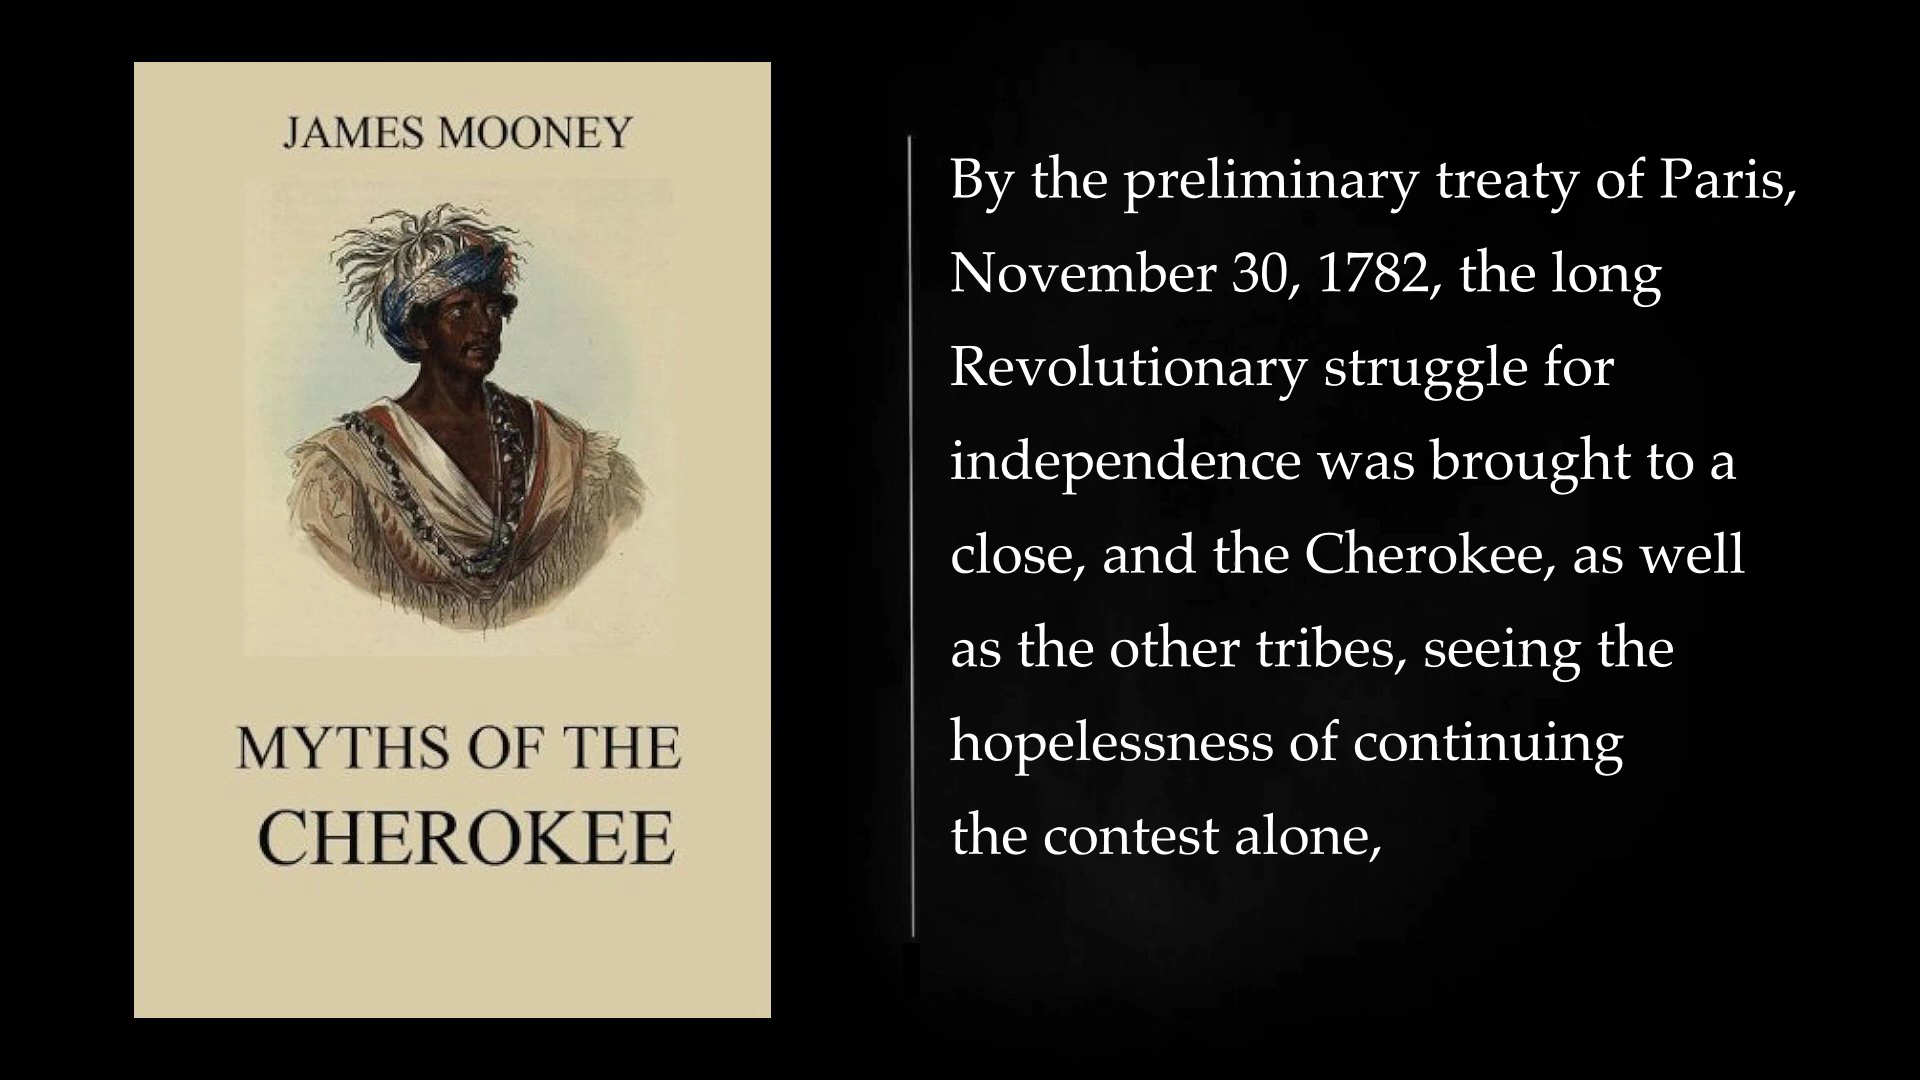 JAMES MOONEY
MYTHS OF THE
CHEROKEE
By the preliminary treaty of Paris,
November 30, 1782, the long
Revolutionary struggle for
independence was brought to a
close, and the Cherokee, as well
as the other tribes, seeing the
hopelessness of continuing
the contest alone,